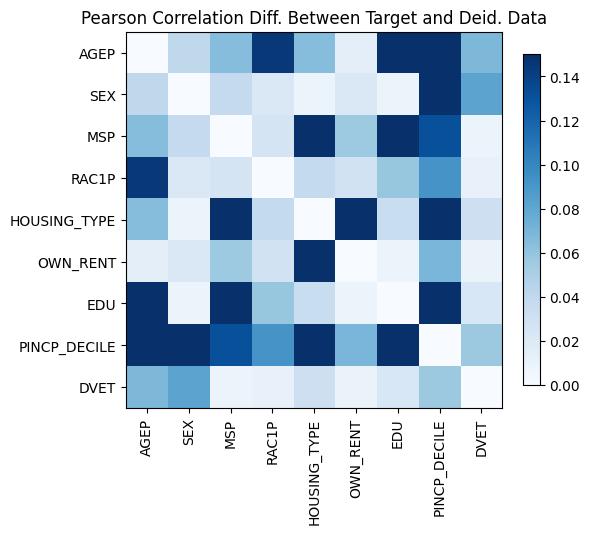 Pearson Correlation Diff. Between Target and Deid. Data
AGEP
SEX
MSP
RAC1P
HOUSING_TYPE
OWN_RENT
EDU
PINCP_DECILE
DVET
AGEP
SEX
MSP
RAC1P
HOUSING_TYPE
OWN_RENT
EDU
PINCP_DECILE
DVET
0.14
0.12
0.10
0.08
0.06
0.04
0.02
0.00